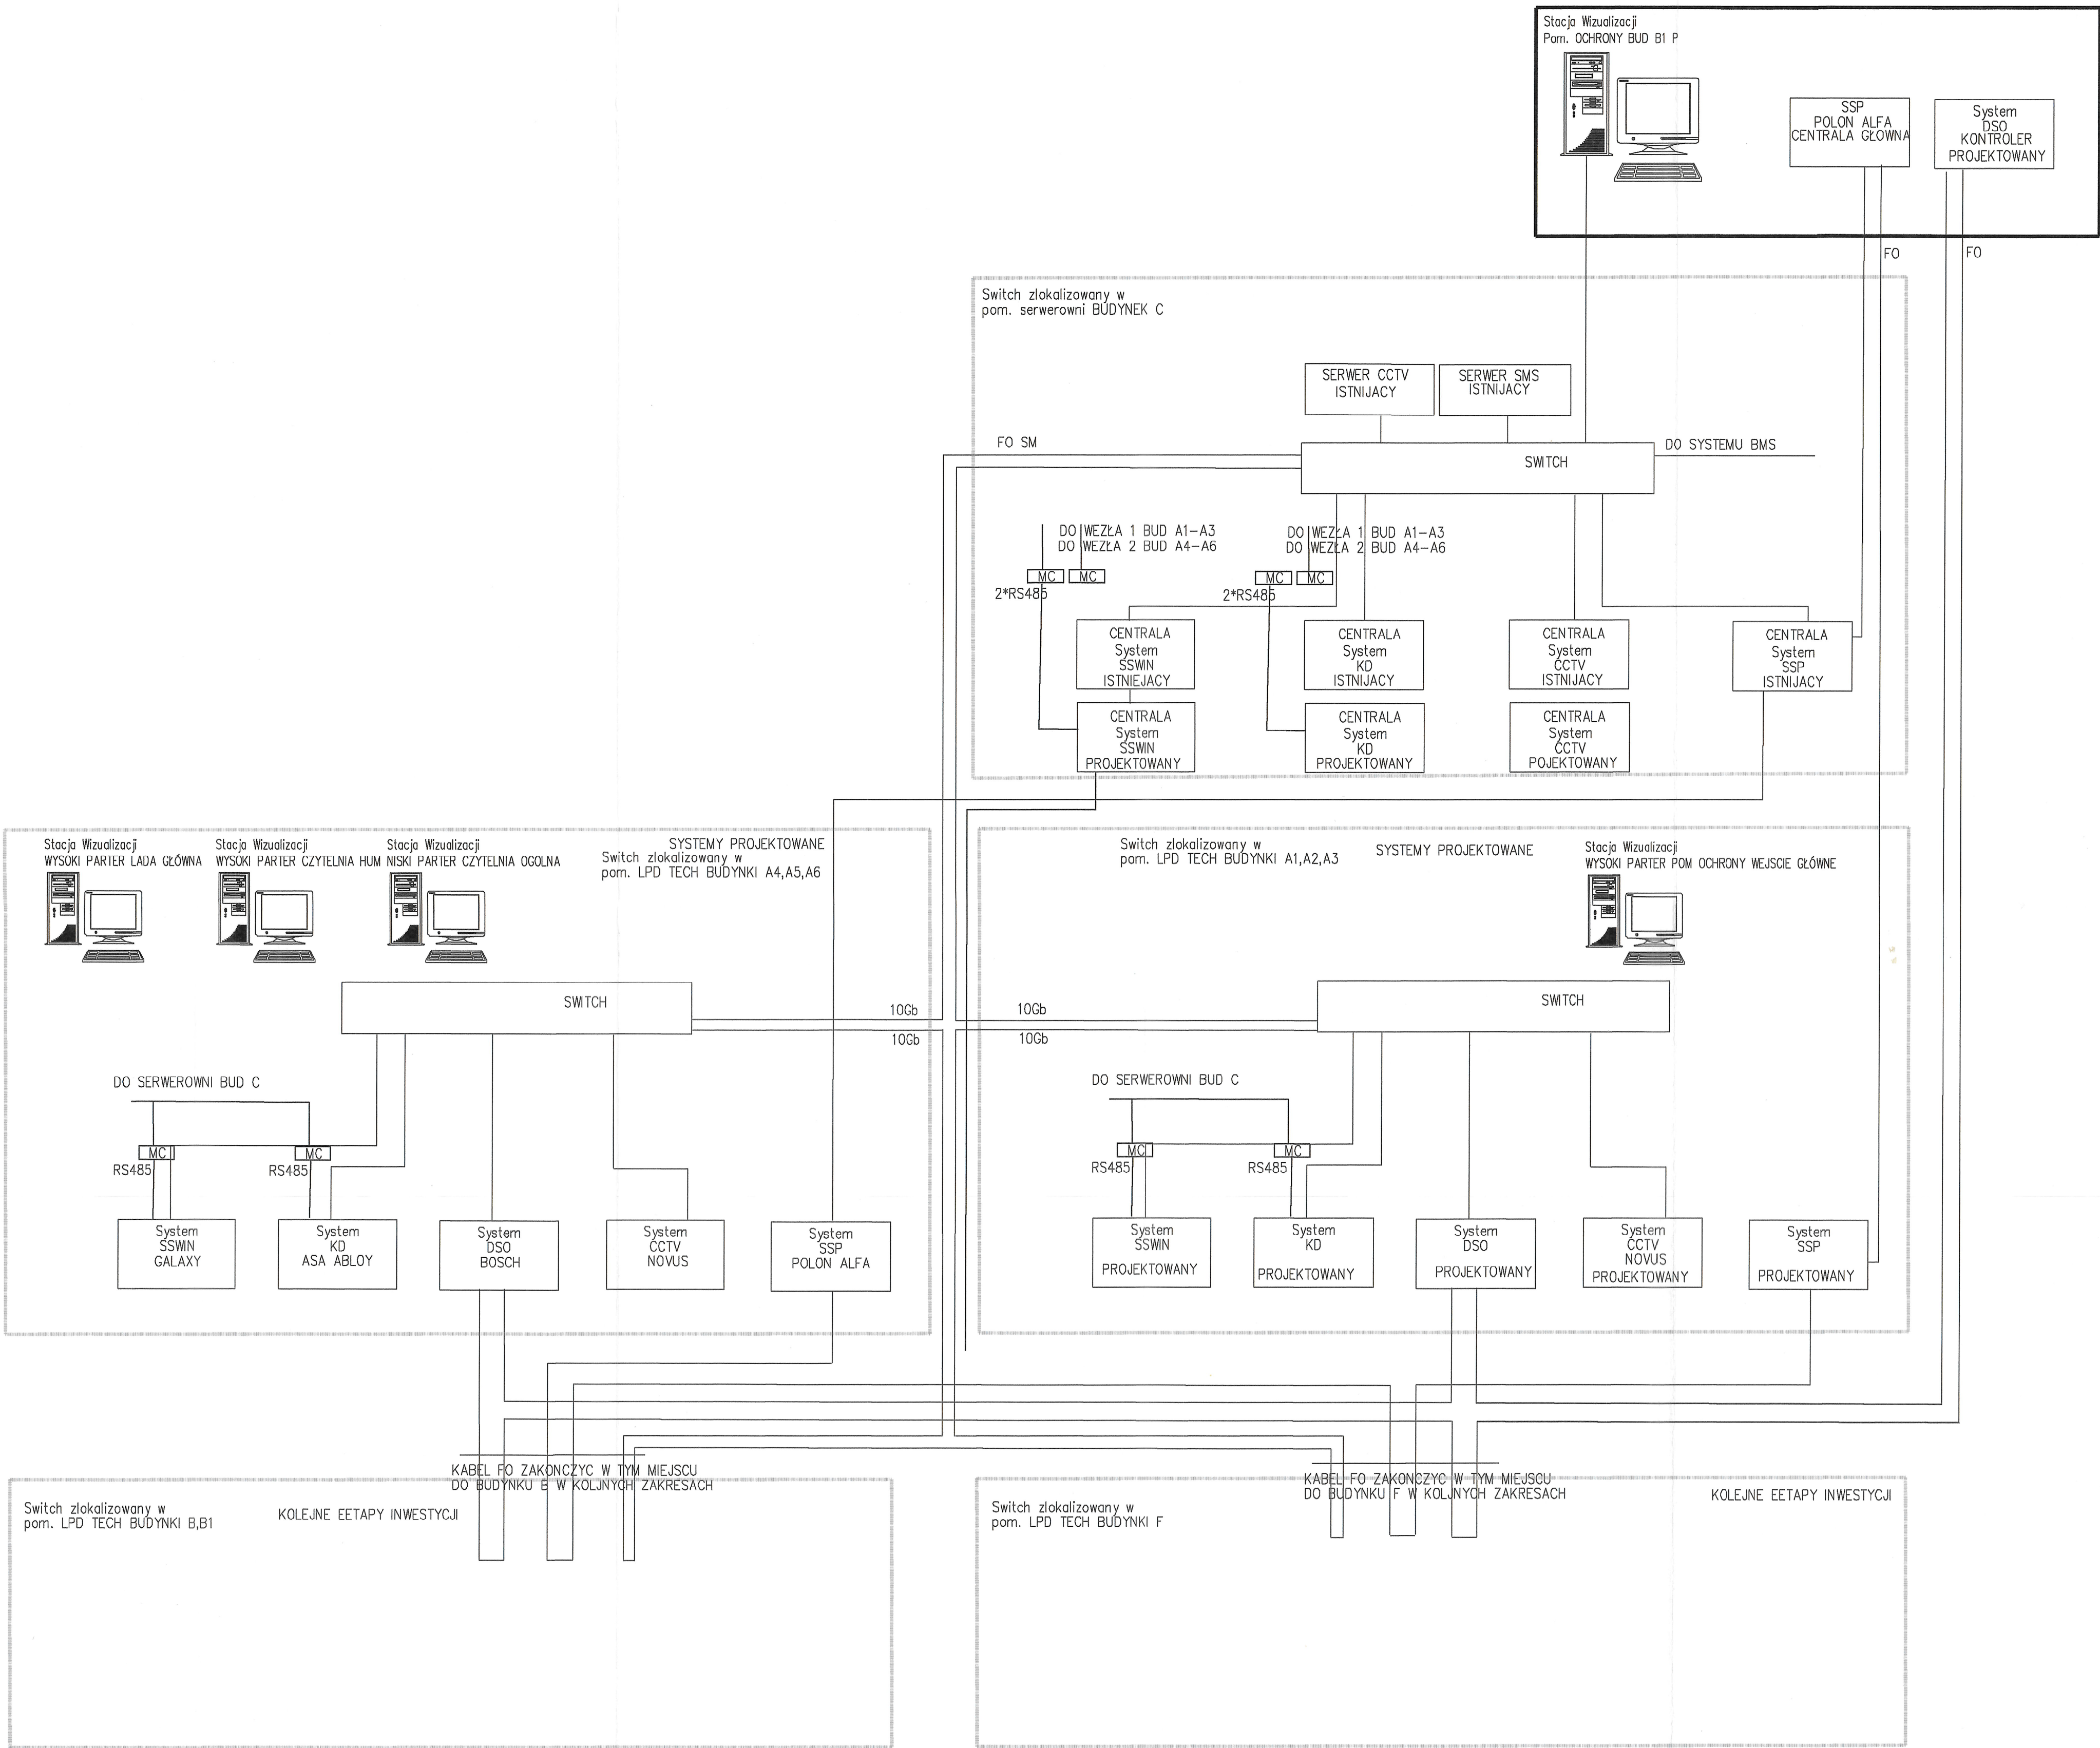 Stacja Wizualizacji
Pom. OCHRONY BUD B1 P
SSP
POLON ALFA
CENTRALA GŁOWNA
System
DSO
KONTROLER
PROJEKTOWANY
FO
FO
Switch zlokalizowany w
pom. serwerowni BUDYNEK C
SERWER CCTV
ISTNIJACY
SERWER SMS
ISTNIJACY
FO SM
SWITCH
DO SYSTEMU BMS
DO WEZŁA 1 BUD A1-A3
DO WEZŁA 2 BUD A4-A6
DO WEZŁA 1 BUD A1-A3
DO WEZŁA 2 BUD A4-A6
MC
MC
2*RS485
MC
MC
2*RS485
CENTRALA
System
SSWIN
ISTNIEJACY
CENTRALA
System
KD
ISTNIJACY
CENTRALA
System
CCTV
ISTNIJACY
CENTRALA
System
SSP
ISTNIJACY
CENTRALA
System
SSWIN
PROJEKTOWANY
CENTRALA
System
KD
PROJEKTOWANY
CENTRALA
System
CCTV
POJEKTOWANY
Stacja Wizualizacji
WYSOKI PARTER LADA GŁÓWNA
Stacja Wizualizacji
WYSOKI PARTER CZYTELNIA HUM
Stacja Wizualizacji
NISKI PARTER CZYTELNIA OGOLNA
SYSTEMY PROJEKTOWANE
Switch zlokalizowany w
pom. LPD TECH BUDYNKI A4,A5,A6
SWITCH
10Gb
10Gb
DO SERWEROWNI BUD C
MC
RS485
MC
RS485
System
SSWIN
GALAXY
System
KD
ASA ABLOY
System
DSO
BOSCH
System
CCTV
NOVUS
System
SSP
POLON ALFA
Switch zlokalizowany w
pom. LPD TECH BUDYNKI A1,A2,A3
SYSTEMY PROJEKTOWANE
Stacja Wizualizacji
WYSOKI PARTER POM OCHRONY WEJSCIE GŁÓWNE
SWITCH
10Gb
10Gb
DO SERWEROWNI BUD C
MC
RS485
MC
RS485
System
SSWIN
PROJEKTOWANY
System
KD
PROJEKTOWANY
System
DSO
PROJEKTOWANY
System
CCTV
NOVUS
PROJEKTOWANY
System
SSP
PROJEKTOWANY
KABEL FO ZAKONCZYC W TYM MIEJSCU
DO BUDYNKU B W KOLJNYCH ZAKRESACH
Switch zlokalizowany w
pom. LPD TECH BUDYNKI B,B1
KOLEJNE EETAPY INWESTYCJI
KABEL FO ZAKONCZYC W TYM MIEJSCU
DO BUDYNKU F W KOLJNYCH ZAKRESACH
Switch zlokalizowany w
pom. LPD TECH BUDYNKI F
KOLEJNE EETAPY INWESTYCJI